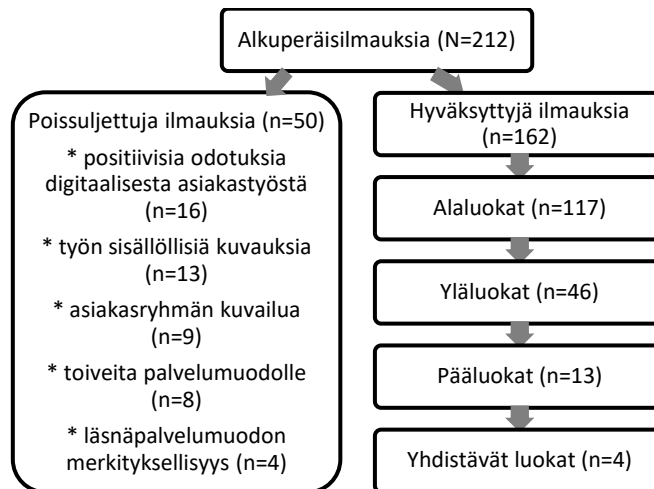 Alkuperäisilmauksia (N=212)
Poissuljettuja ilmauksia (n=50)
* positiivisia odotuksia
digitaalisesta asiakastyöstä
(n=16)
* työn sisällöllisiä kuvauksia
(n=13)
* asiakasryhmän kuvailua
(n=9)
* toiveita palvelumuodolle
(n=8)
* läsnäpalvelumuodon
merkityksellisyys (n=4)
Hyväksyttyjä ilmauksia
(n=162)
Alaluokat (n=117)
Yläluokat (n=46)
Pääluokat (n=13)
Yhdistävät luokat (n=4)